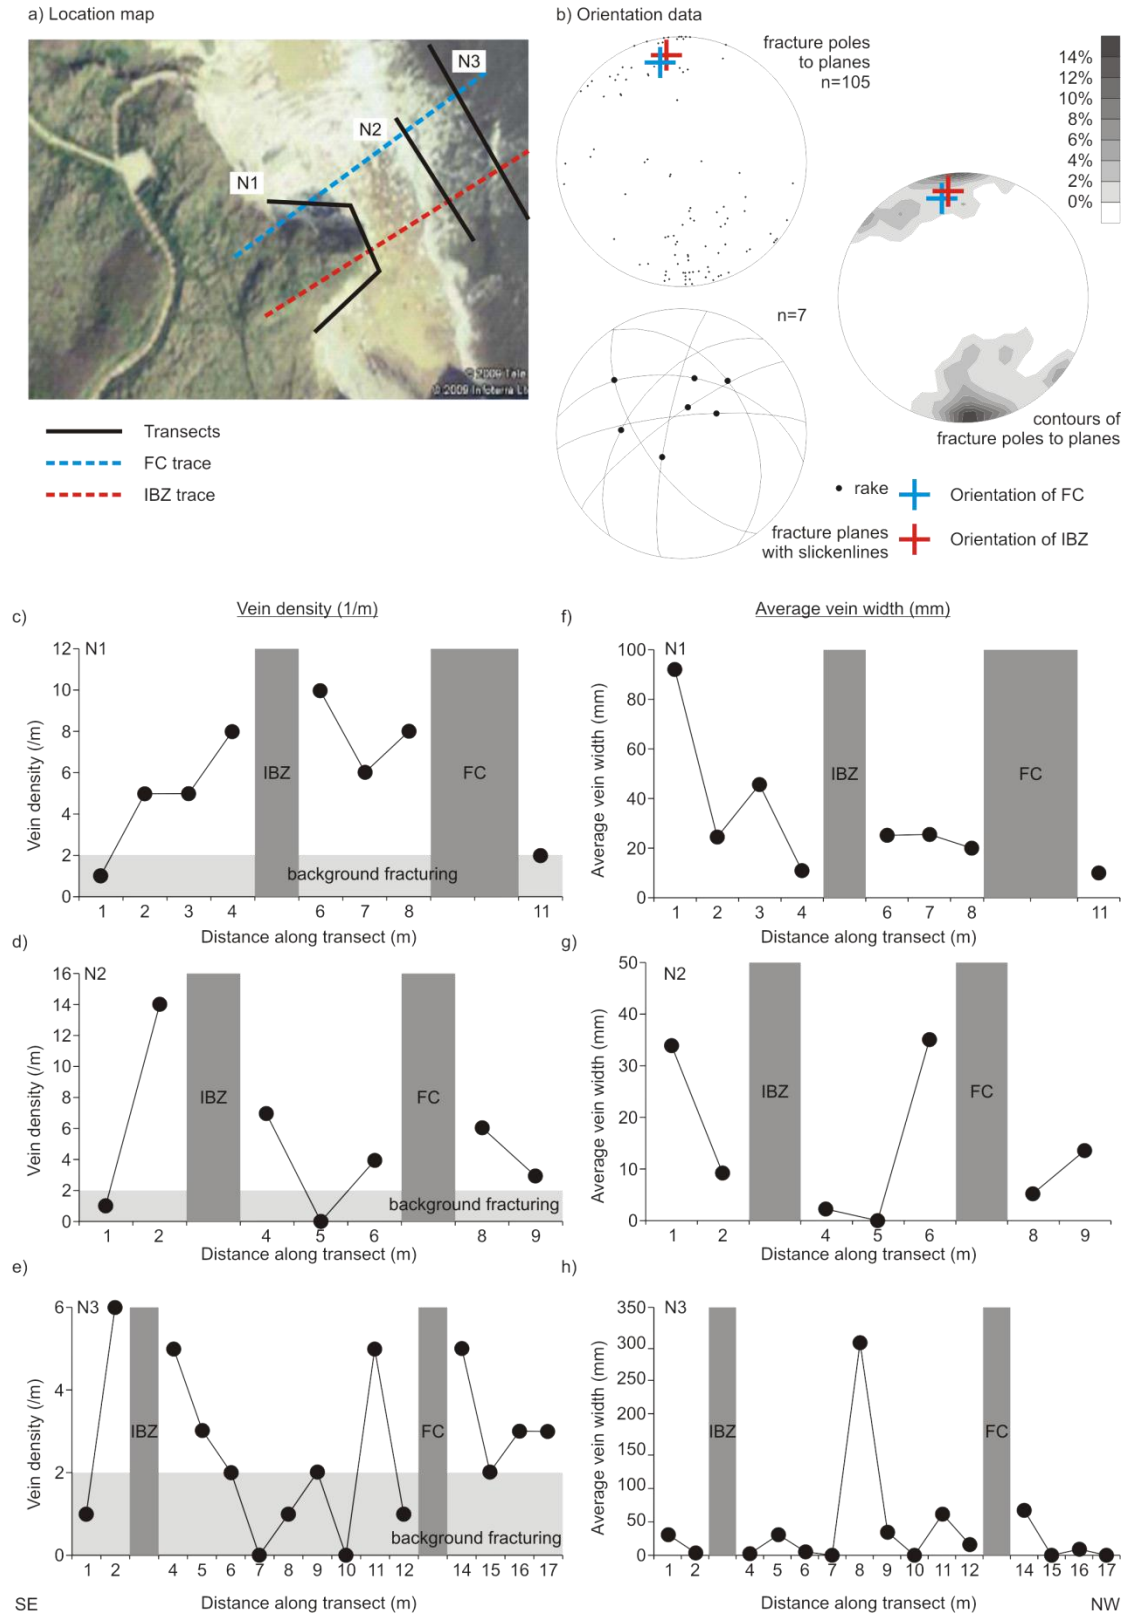 a) Location map
N3
N2
N1
© 2009 Tele
© 2009 Infoterra Lt
Transects
FC trace
IBZ trace
b) Orientation data
fracture poles
to planes
n=105
14%
12%
10%
8%
6%
4%
2%
0%
contours of
fracture poles to planes
n=7
rake
Orientation of FC
fracture planes
with slickenlines
Orientation of IBZ
Vein density (1/m)
c)
N1
Vein density (/m)
12
10
8
6
4
2
0
IBZ
FC
background fracturing
1 2 3 4 6 7 8 11
Distance along transect (m)
d)
N2
Vein density (/m)
16
14
12
10
8
6
4
2
0
IBZ
FC
background fracturing
1 2 4 5 6 8 9
Distance along transect (m)
e)
N3
Vein density (/m)
6
4
2
0
IBZ
FC
background fracturing
1 2 4 5 6 7 8 9 10 11 12 14 15 16 17
SE
Distance along transect (m)
Average vein width (mm)
f)
N1
Average vein width (mm)
100
80
60
40
20
0
IBZ
FC
1 2 3 4 6 7 8 11
Distance along transect (m)
g)
N2
Average vein width (mm)
50
40
30
20
10
0
IBZ
FC
1 2 4 5 6 8 9
Distance along transect (m)
h)
N3
Average vein width (mm)
350
300
250
200
150
100
50
0
IBZ
FC
1 2 4 5 6 7 8 9 10 11 12 14 15 16 17
Distance along transect (m)
NW